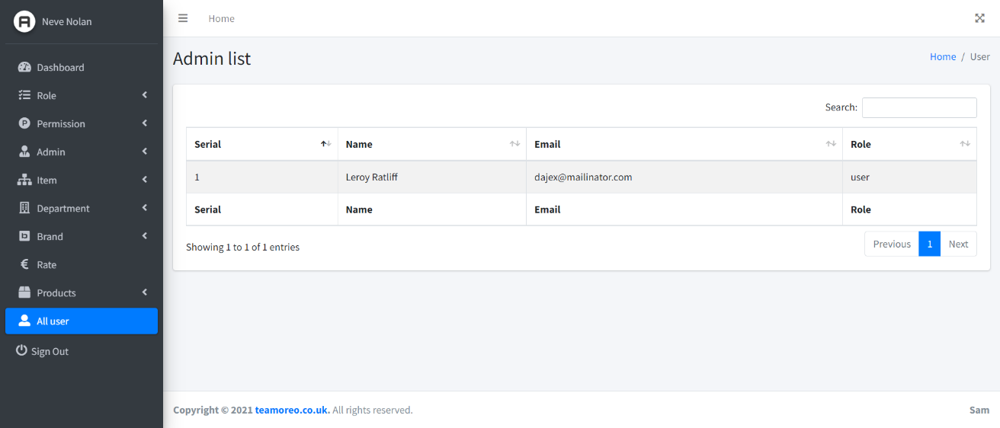 Neve Nolan
Dashboard
Role
Permission
Admin
Item
Department
Brand
Rate
Products
All user
Sign Out
Home
Admin list
Home / User
Search:
Serial Name Email Role
1 Leroy Ratliff dajex@mailinator.com user
Serial Name Email Role
Showing 1 to 1 of 1 entries
Previous 1 Next
Copyright © 2021 teamoreo.co.uk. All rights reserved.
Sam